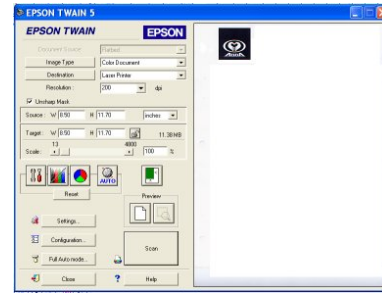 EPSON TWAIN 5
EPSON TWAIN
EPSON
Document Source
Flatbed
Image Type
Color Document
Destination
Laser Printer
Resolution:
200
dpi
Unsharp Mask
Source: W 8.50 H 11.70 inches
Target: W 8.50 H 11.70 11.38MB
13 4800
Scale: 100 %
AUTO
Reset
Preview
Settings...
Configuration...
Scan
Full Auto mode...
Close
Help